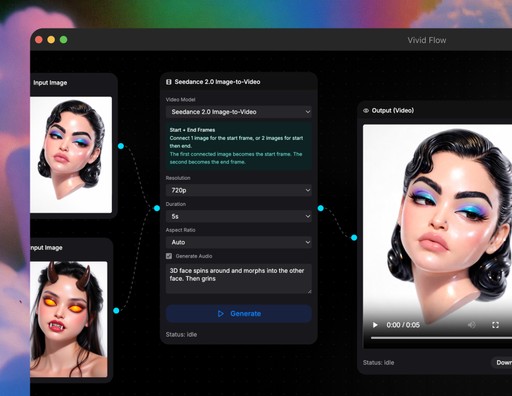 Vivid Flow
Input Image
Seedance 2.0 Image-to-Video
Video Model
Seedance 2.0 Image-to-Video
Start + End Frames
Connect 1 image for the start frame, or 2 images for start
then end.
The first connected image becomes the start frame. The
second becomes the end frame.
Resolution
720p
Duration
5s
Aspect Ratio
Auto
Generate Audio
3D face spins around and morphs into the other
face. Then grins
Generate
Status: idle
nput Image
Output (Video)
0:00 / 0:05
Status: idle
Down